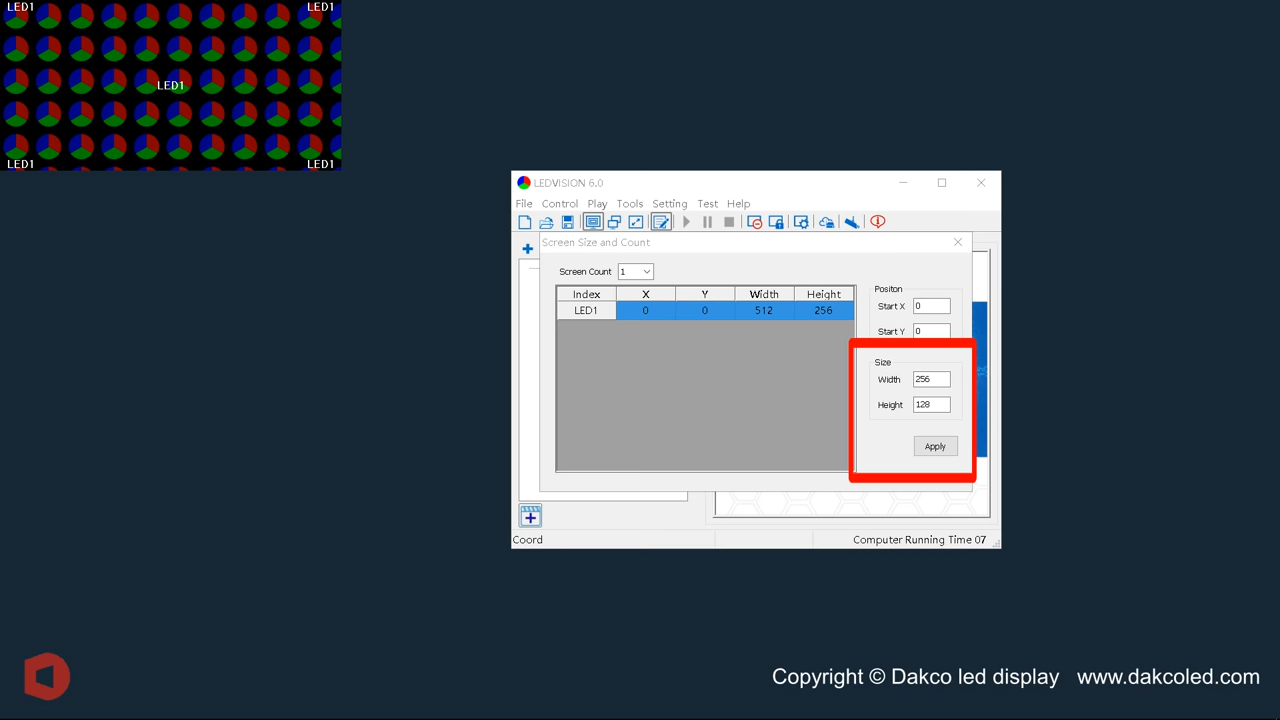 LED1 LED1
LED1
LED1 LED1
LEDVISION 6.0
File Control Play Tools Setting Test Help
Screen Size and Count
Screen Count 1
Index X Y Width Height
LED1 0 0 512 256
Positon
Start X 0
Start Y 0
Size
Width 256
Height 128
Apply
Coord Computer Running Time 07
Copyright © Dakco led display www.dakcoled.com